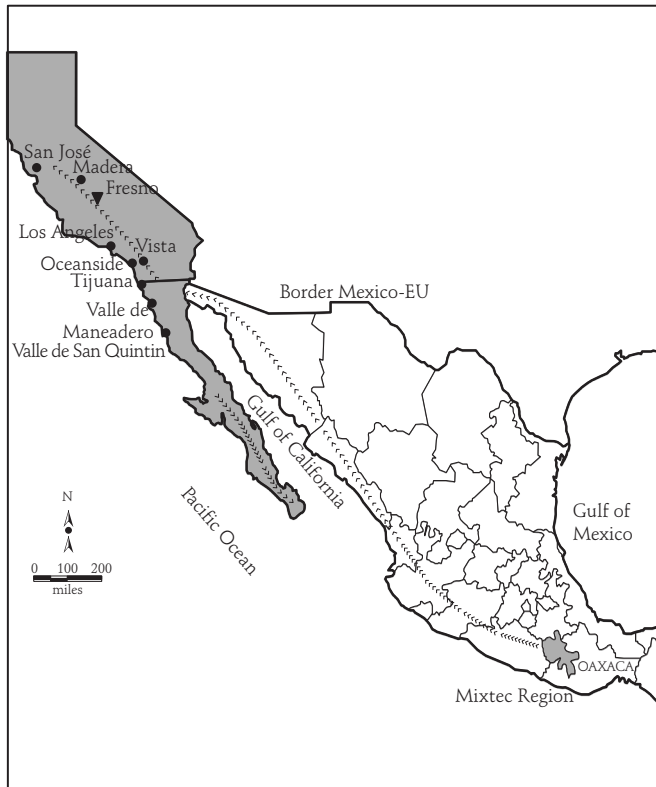 San José
Madera
Fresno
Los Angeles
Vista
Oceanside
Tijuana
Valle de
Maneadero
Valle de San Quintin
Border Mexico-EU
Gulf of California
Pacific Ocean
Gulf of
Mexico
N
0 100 200
miles
OAXACA
Mixtec Region